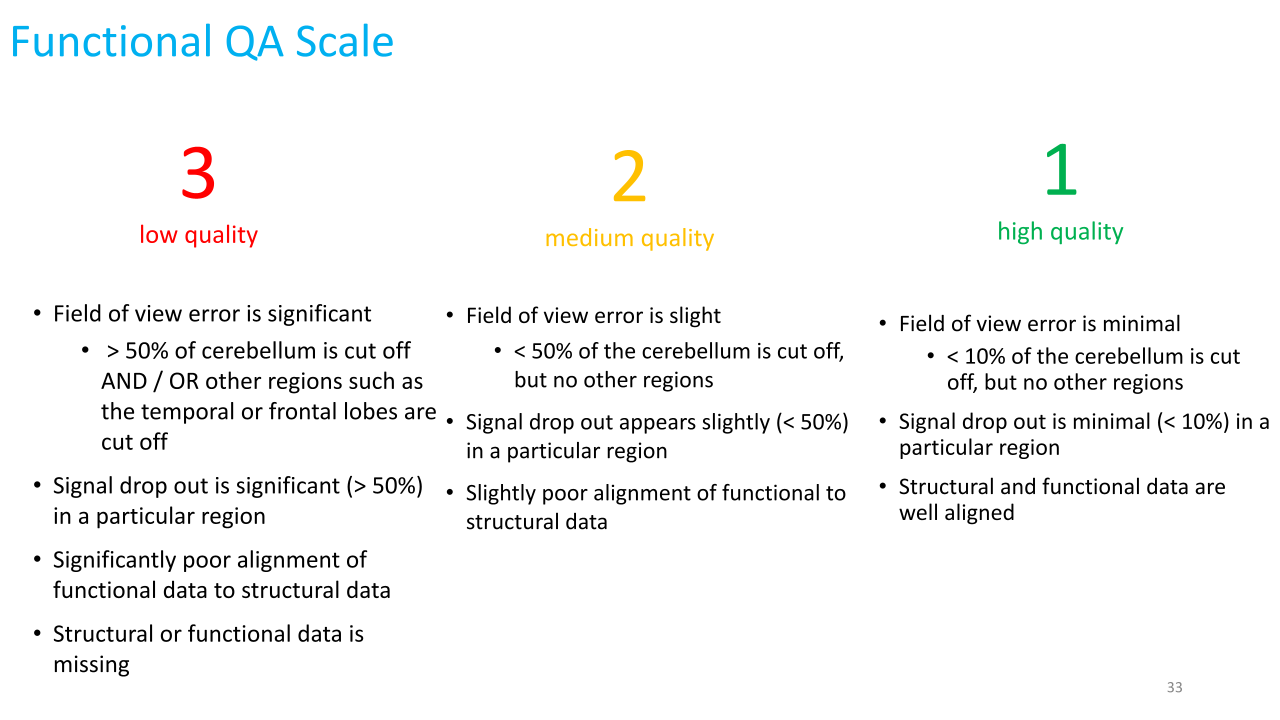 Functional QA Scale
3
low quality
• Field of view error is significant
• > 50% of cerebellum is cut off
AND / OR other regions such as
the temporal or frontal lobes are
cut off
• Signal drop out is significant (> 50%)
in a particular region
• Significantly poor alignment of
functional data to structural data
• Structural or functional data is
missing
2
medium quality
• Field of view error is slight
• < 50% of the cerebellum is cut off,
but no other regions
• Signal drop out appears slightly (< 50%)
in a particular region
• Slightly poor alignment of functional to
structural data
1
high quality
• Field of view error is minimal
• < 10% of the cerebellum is cut
off, but no other regions
• Signal drop out is minimal (< 10%) in a
particular region
• Structural and functional data are
well aligned
33